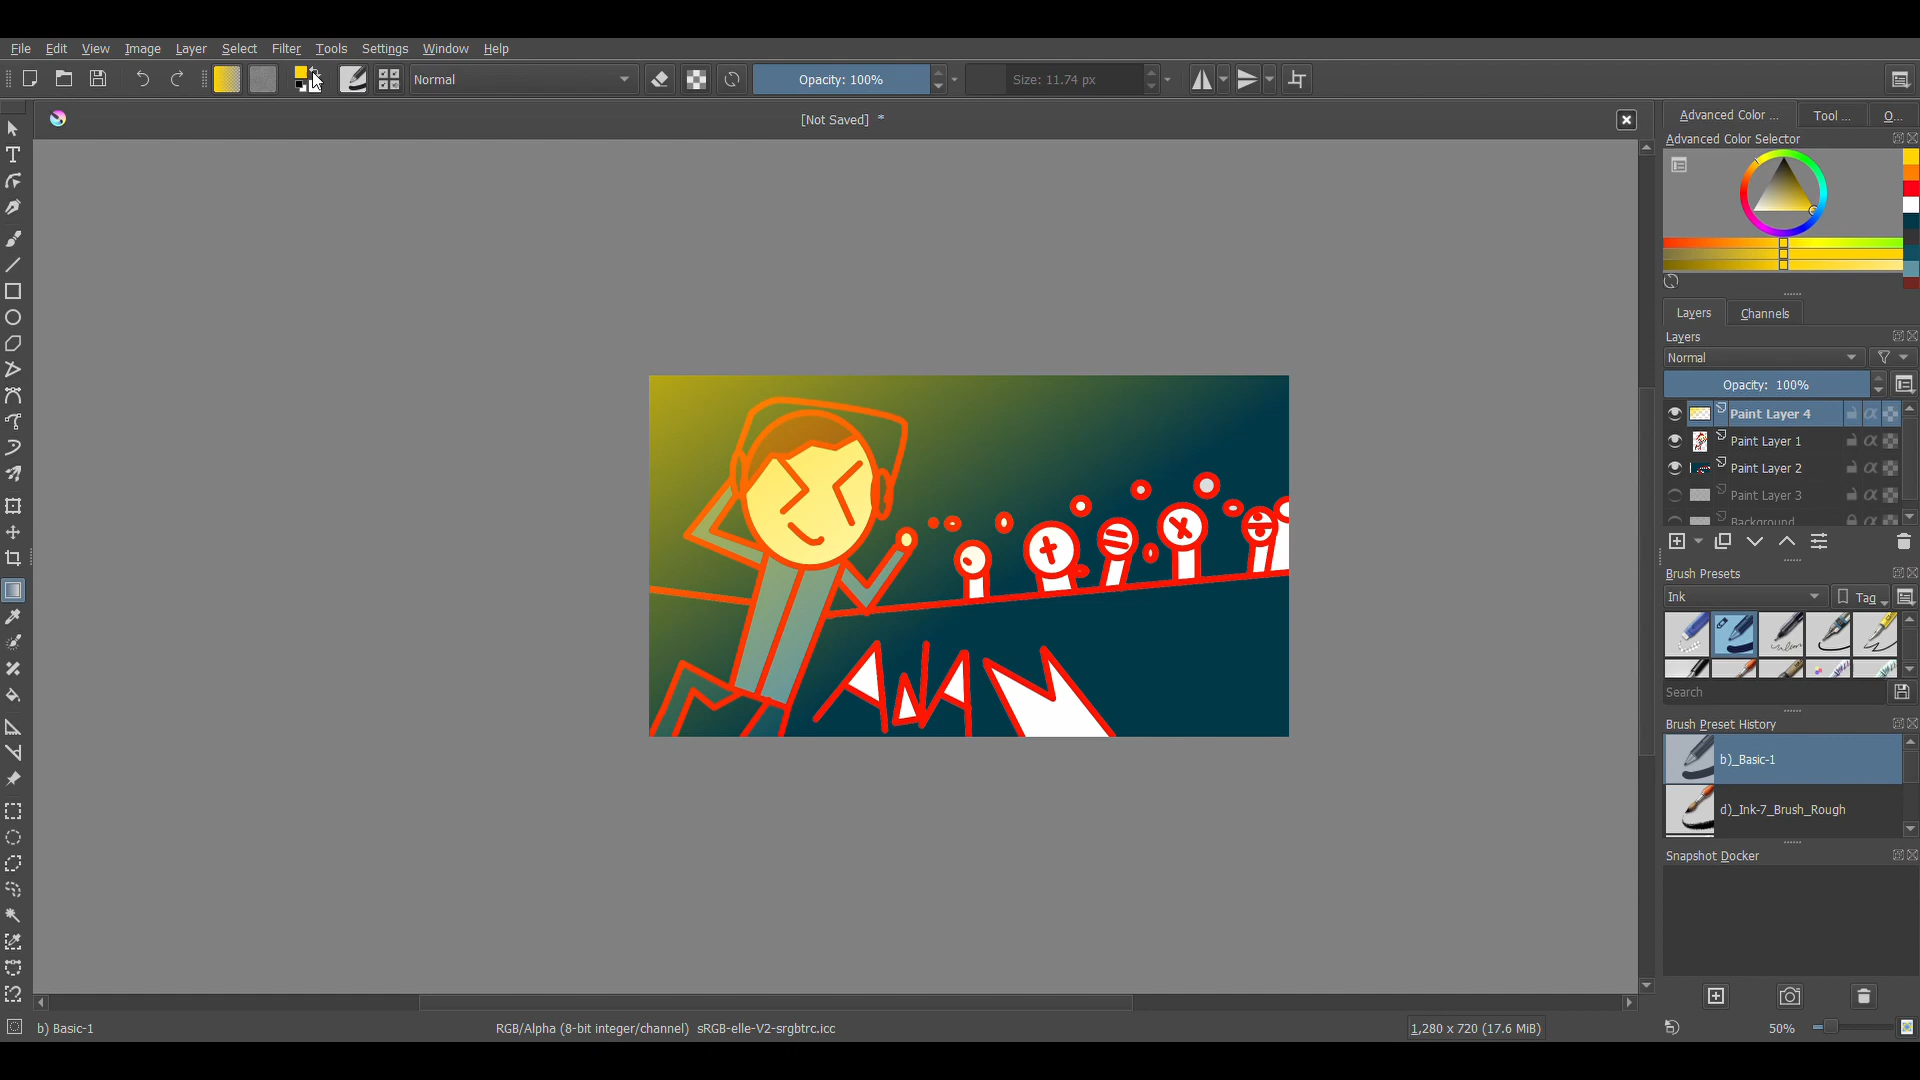 File Edit View Image Layer Select Filter Tools Settings Window Help
Normal Opacity: 100% Size: 11.74 px
[Not Saved] *
Advanced Color ... Tool ... O...
Advanced Color Selector
Layers Channels
Layers
Normal
Opacity: 100%
Paint Layer 4
Paint Layer 1
Paint Layer 2
Paint Layer 3
Background
Brush Presets
Ink Tag
Search
Brush Preset History
b)_Basic-1
d)_Ink-7_Brush_Rough
Snapshot Docker
b) Basic-1 RGB/Alpha (8-bit integer/channel) sRGB-elle-V2-srgbtrc.icc 1,280 x 720 (17.6 MiB) 50%